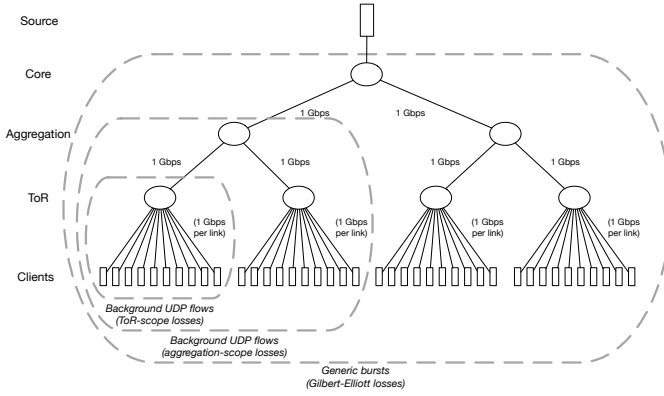 Source
Core
1 Gbps
1 Gbps
Aggregation
1 Gbps
1 Gbps
1 Gbps
1 Gbps
ToR
(1 Gbps
per link)
(1 Gbps
per link)
(1 Gbps
per link)
(1 Gbps
per link)
Clients
Background UDP flows
(ToR-scope losses)
Background UDP flows
(aggregation-scope losses)
Generic bursts
(Gilbert-Elliott losses)